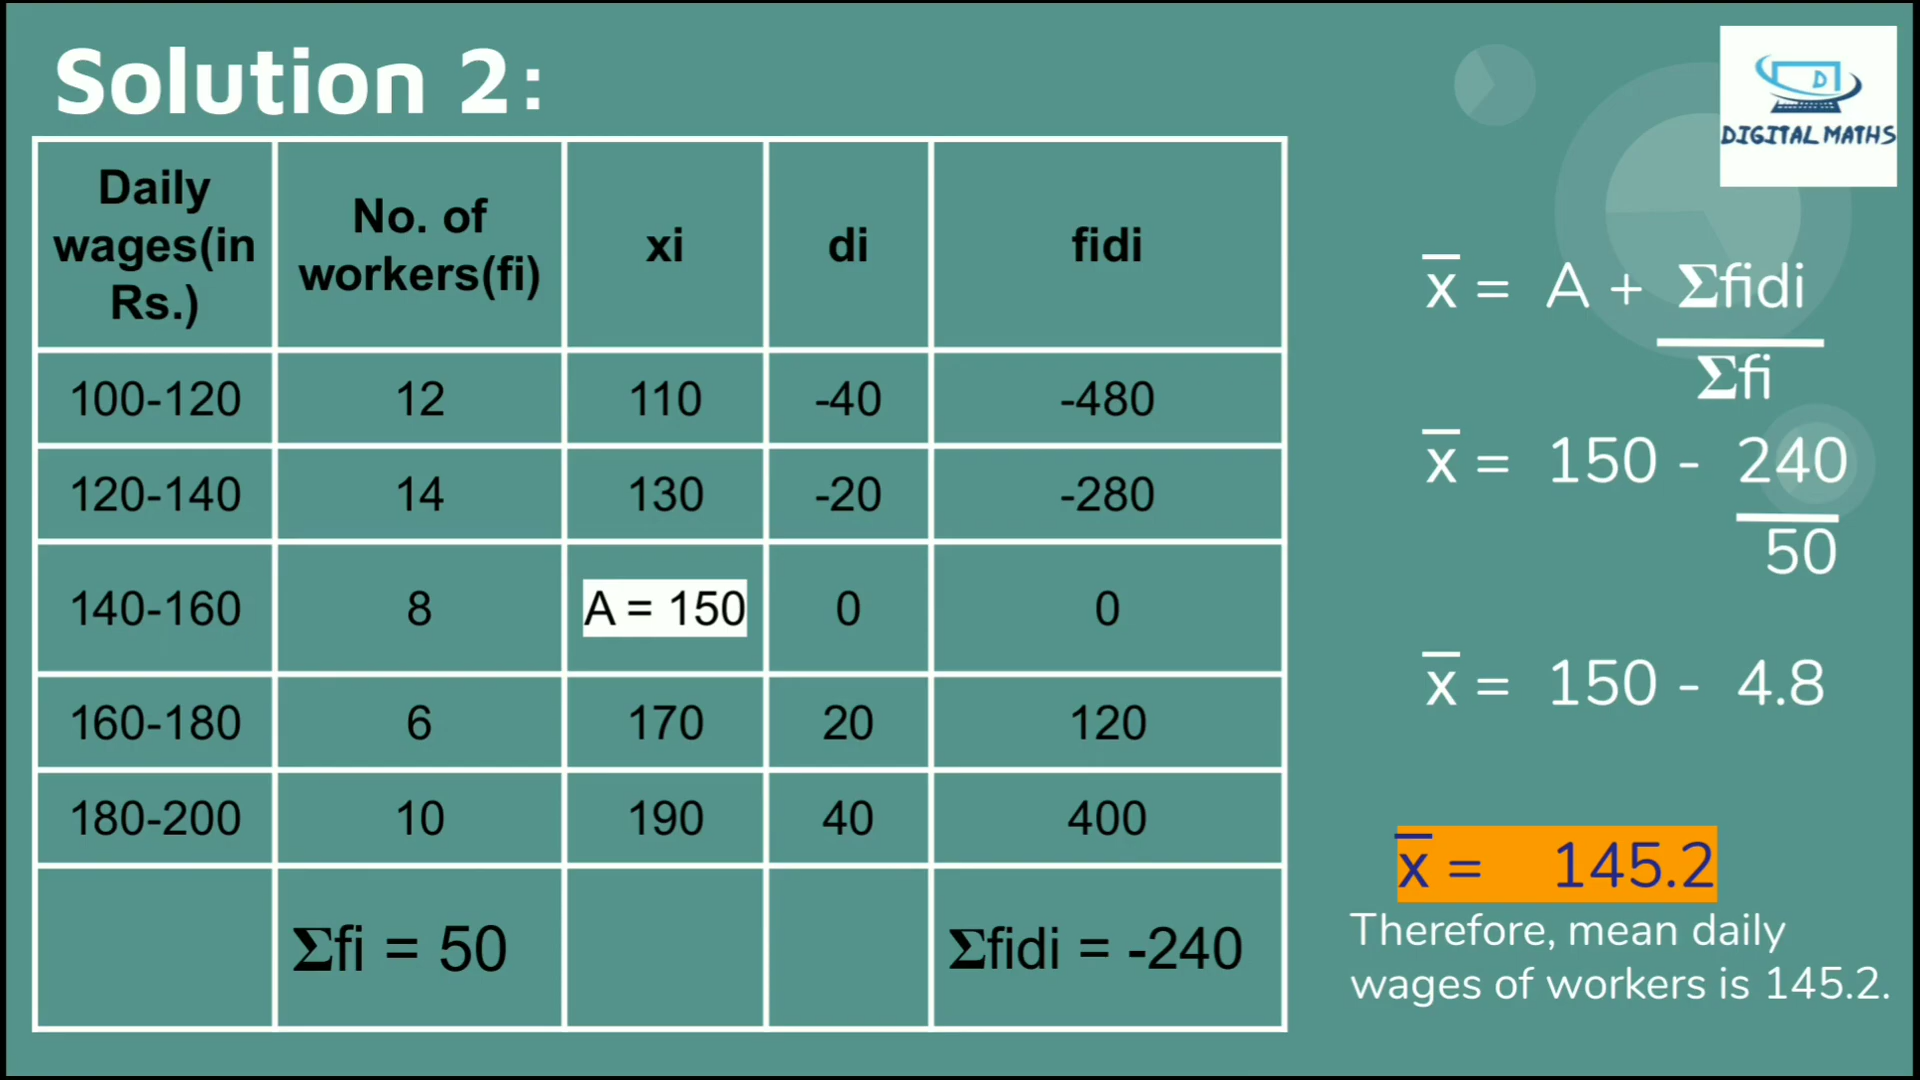 Solution 2:
D
DIGITAL MATHS
Daily
wages(in
Rs.)
No. of
workers(fi)
xi
di
fidi
100-120 12 110 -40 -480
120-140 14 130 -20 -280
140-160 8 A = 150 0 0
160-180 6 170 20 120
180-200 10 190 40 400
Σfi = 50 Σfidi = -240
x̄ = A + Σfidi
Σfi
x̄ = 150 - 240
50
x̄ = 150 - 4.8
x̄ = 145.2
Therefore, mean daily
wages of workers is 145.2.